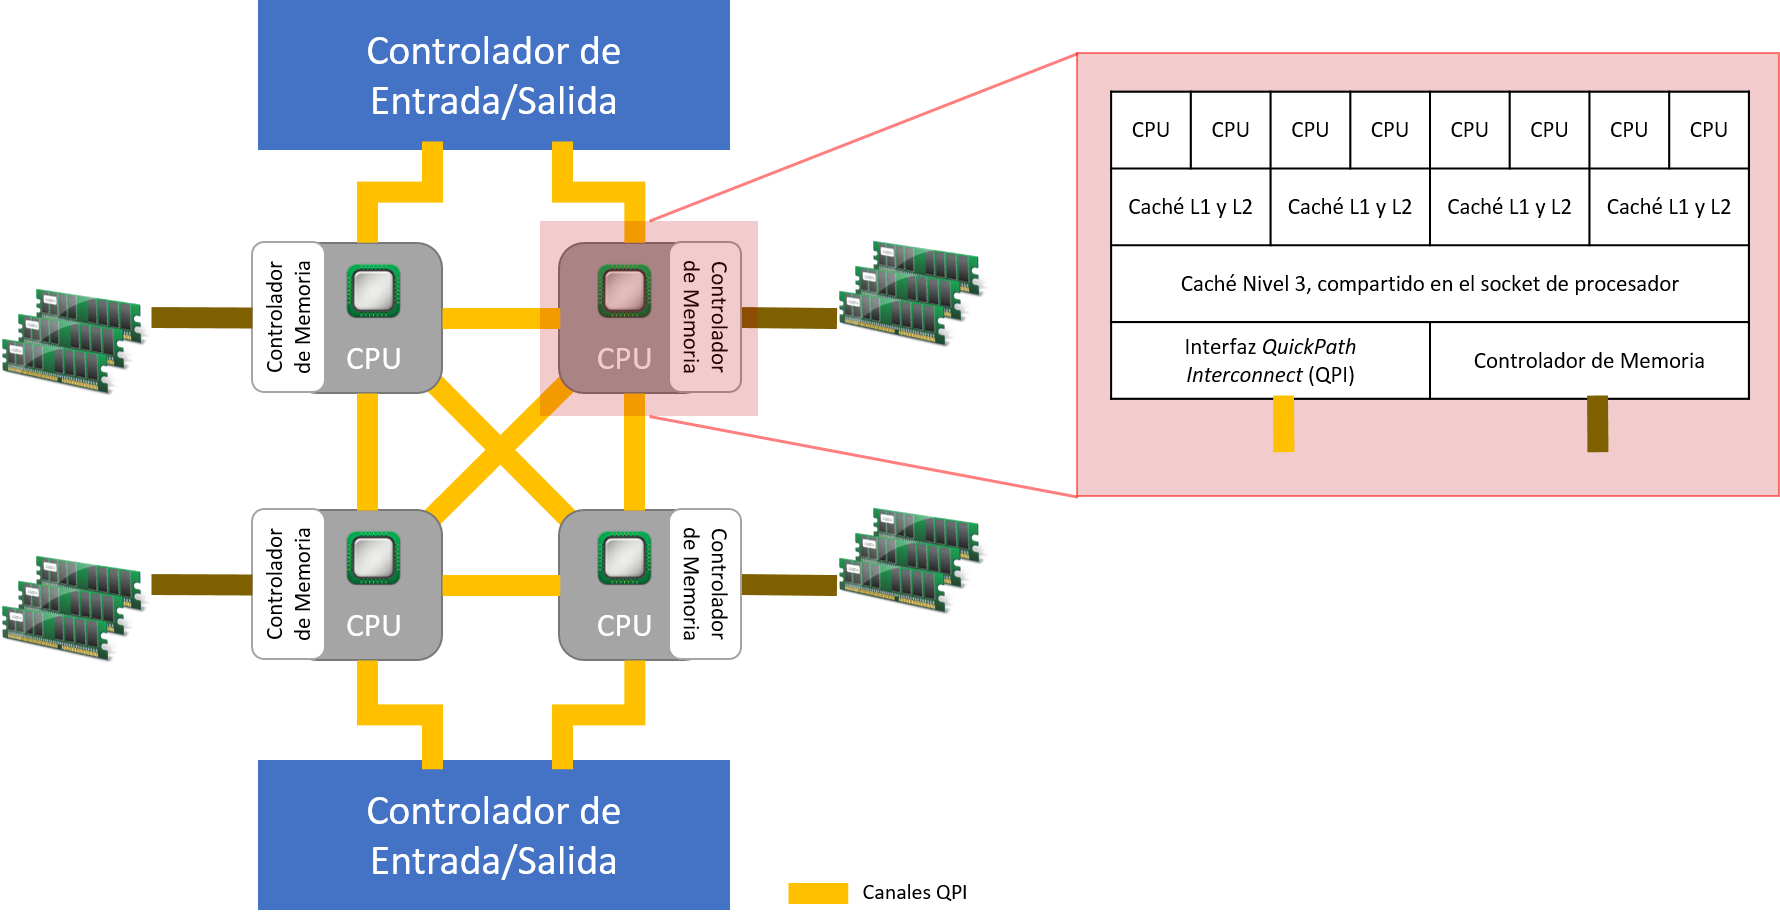 Controlador de
Entrada/Salida
CPU
CPU
CPU
CPU
CPU
CPU
CPU
CPU
Caché L1 y L2
Caché L1 y L2
Caché L1 y L2
Caché L1 y L2
Caché Nivel 3, compartido en el socket de procesador
Interfaz QuickPath
Interconnect (QPI)
Controlador de Memoria
Controlador
de Memoria
CPU
CPU
Controlador
de Memoria
Controlador
de Memoria
CPU
CPU
Controlador
de Memoria
Controlador de
Entrada/Salida
Canales QPI